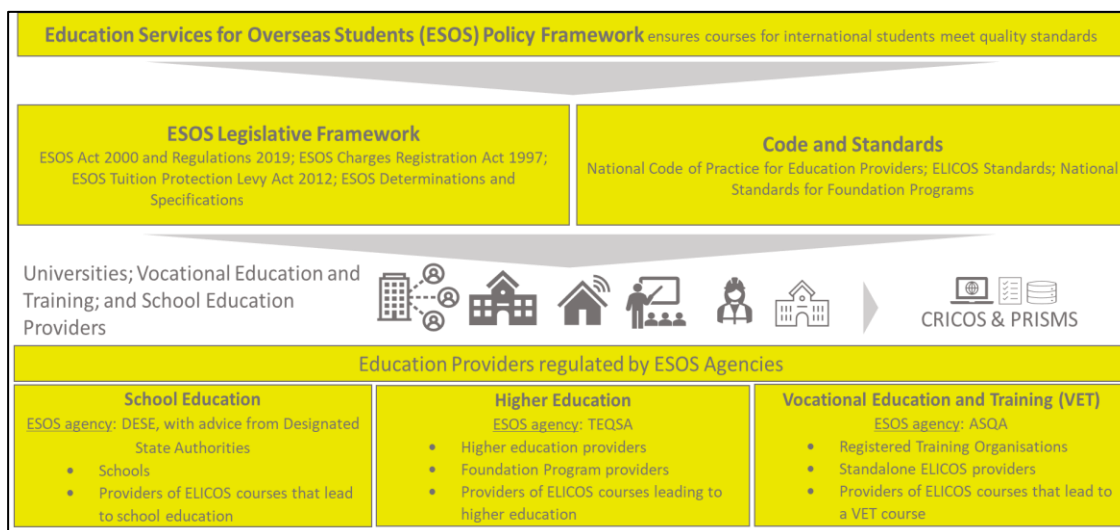 Education Services for Overseas Students (ESOS) Policy Framework ensures courses for international students meet quality standards
ESOS Legislative Framework
ESOS Act 2000 and Regulations 2019; ESOS Charges Registration Act 1997;
ESOS Tuition Protection Levy Act 2012; ESOS Determinations and
Specifications
Code and Standards
National Code of Practice for Education Providers; ELICOS Standards; National
Standards for Foundation Programs
Universities; Vocational Education and
Training; and School Education
Providers
CRICOS & PRISMS
Education Providers regulated by ESOS Agencies
School Education
ESOS agency: DESE, with advice from Designated
State Authorities
• Schools
• Providers of ELICOS courses that lead
to school education
Higher Education
ESOS agency: TEQSA
• Higher education providers
• Foundation Program providers
• Providers of ELICOS courses leading to
higher education
Vocational Education and Training (VET)
ESOS agency: ASQA
• Registered Training Organisations
• Standalone ELICOS providers
• Providers of ELICOS courses that lead to
a VET course